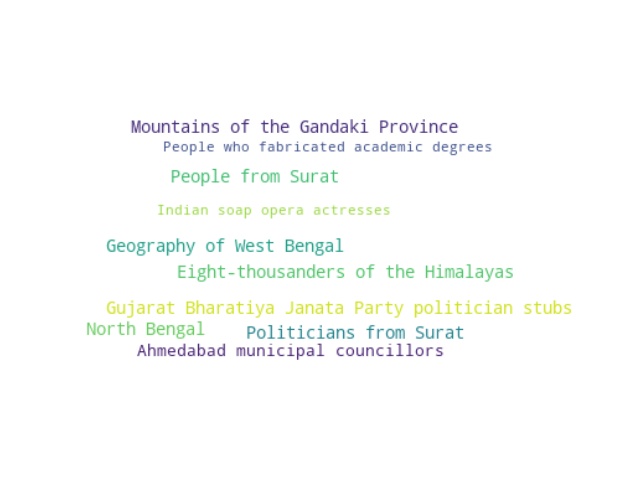 Mountains of the Gandaki Province
People who fabricated academic degrees
People from Surat
Indian soap opera actresses
Geography of West Bengal
Eight-thousanders of the Himalayas
Gujarat Bharatiya Janata Party politician stubs
North Bengal
Politicians from Surat
Ahmedabad municipal councillors